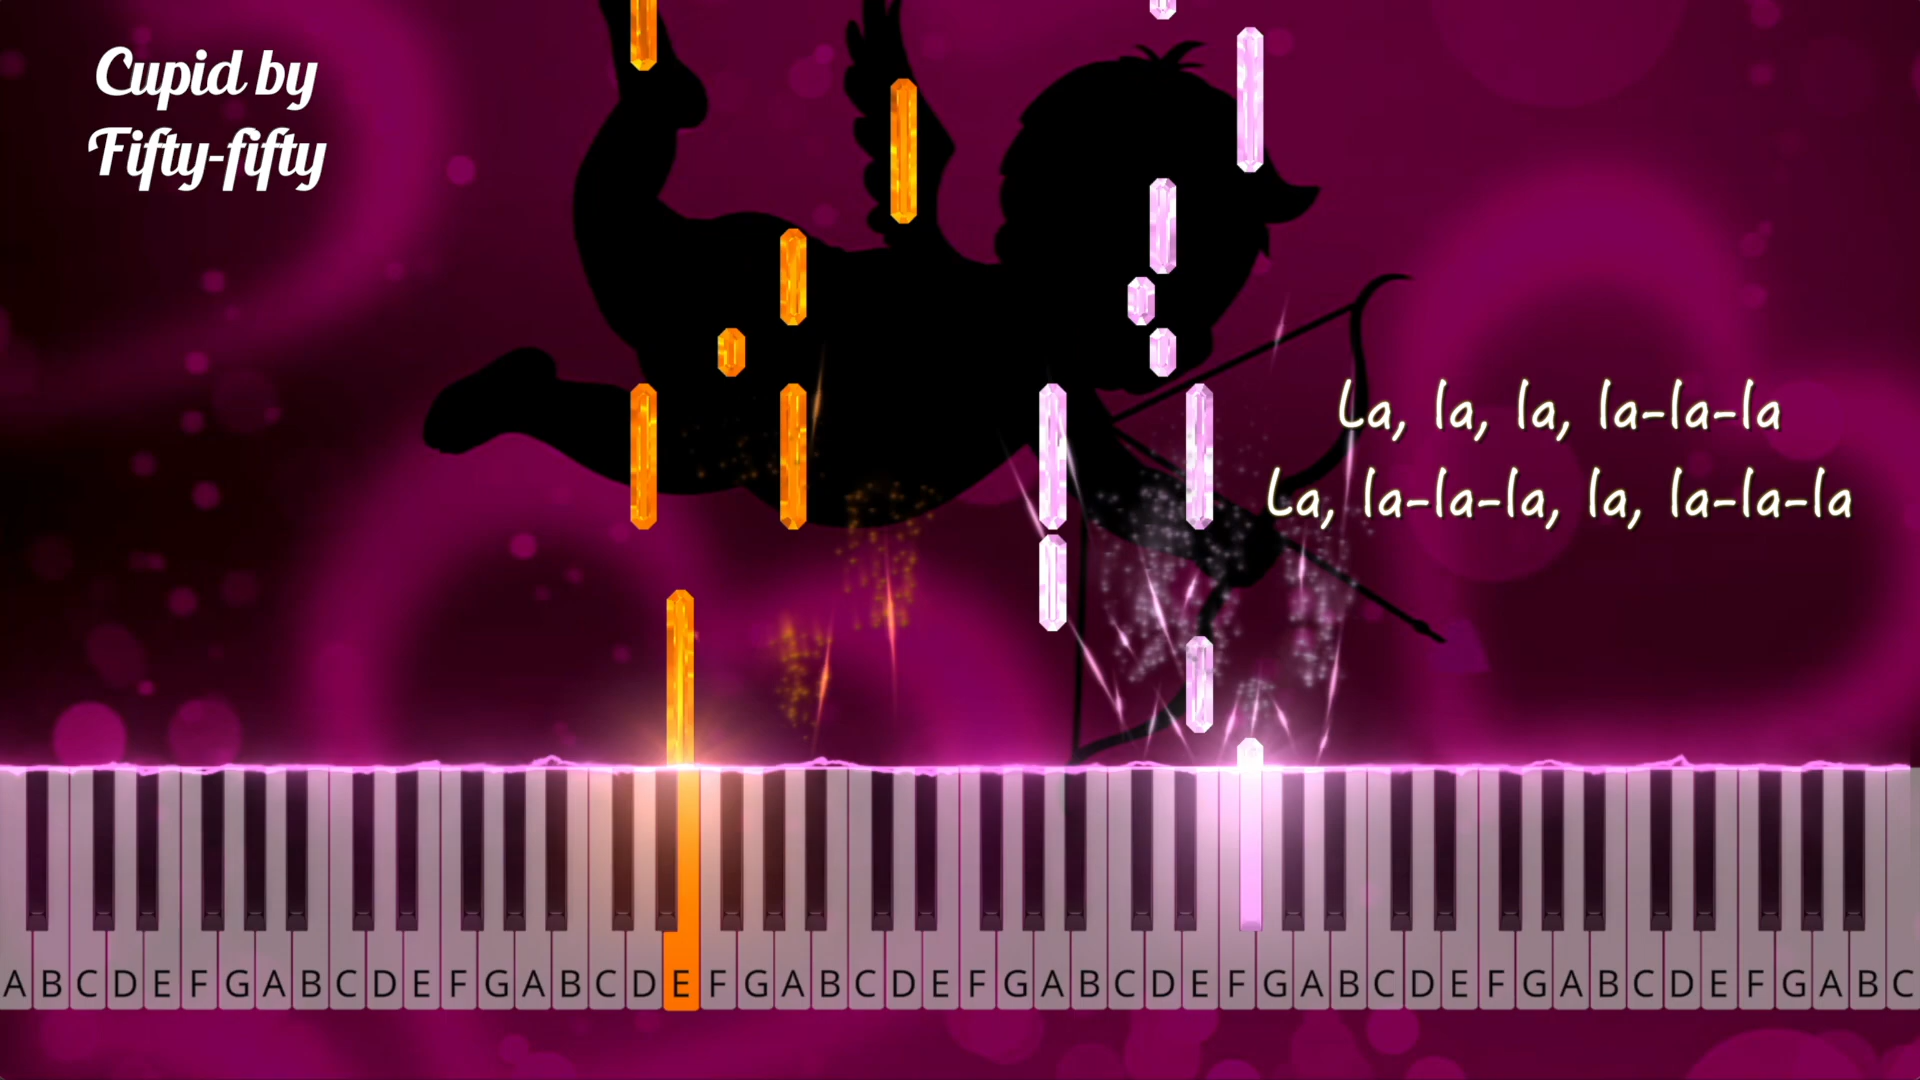 Cupid by
Fifty-fifty
La, la, la, la-la-la
La, la-la-la, la, la-la-la
A B C D E F G A B C D E F G A B C D E F G A B C D E F G A B C D E F G A B C D E F G A B C D E F G A B C